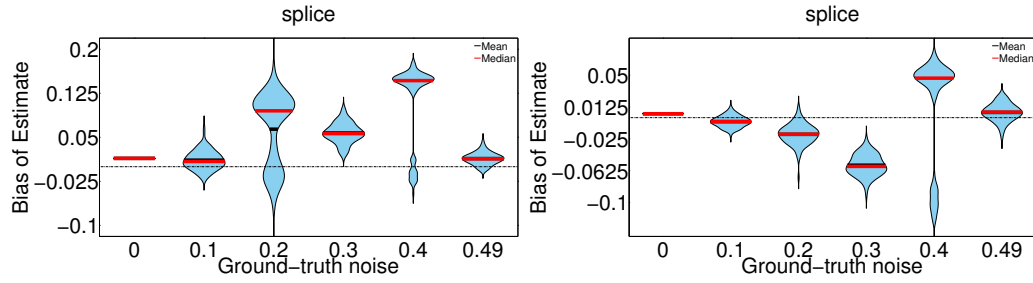 splice
Bias of Estimate
0.2
0.125
0.05
−0.025
−0.1
Mean
Median
0 0.1 0.2 0.3 0.4 0.49
Ground−truth noise
splice
Bias of Estimate
0.05
0.0125
−0.025
−0.0625
−0.1
Mean
Median
0 0.1 0.2 0.3 0.4 0.49
Ground−truth noise